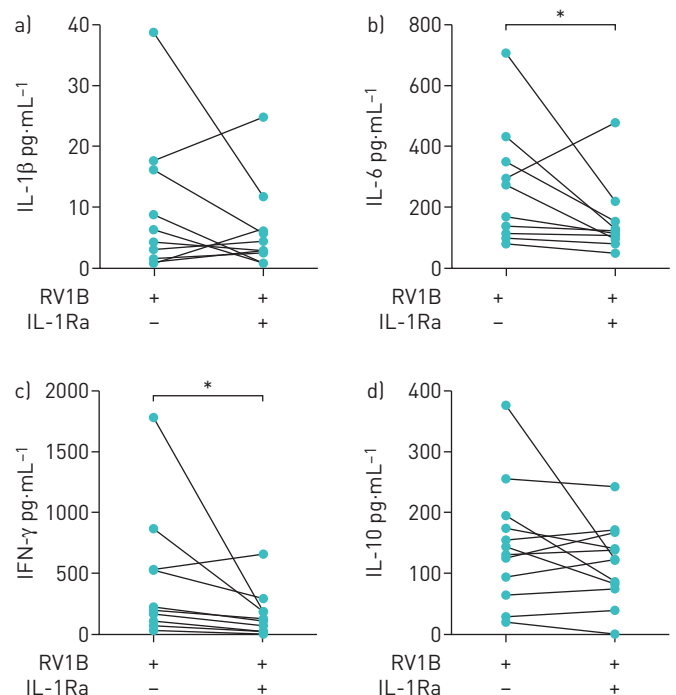 a)
IL-1β pg·mL⁻¹
40
30
20
10
0
RV1B + +
IL-1Ra – +
b)
*
IL-6 pg·mL⁻¹
800
600
400
200
0
RV1B + +
IL-1Ra – +
c)
*
IFN-γ pg·mL⁻¹
2000
1500
1000
500
0
RV1B + +
IL-1Ra – +
d)
IL-10 pg·mL⁻¹
400
300
200
100
0
RV1B + +
IL-1Ra – +